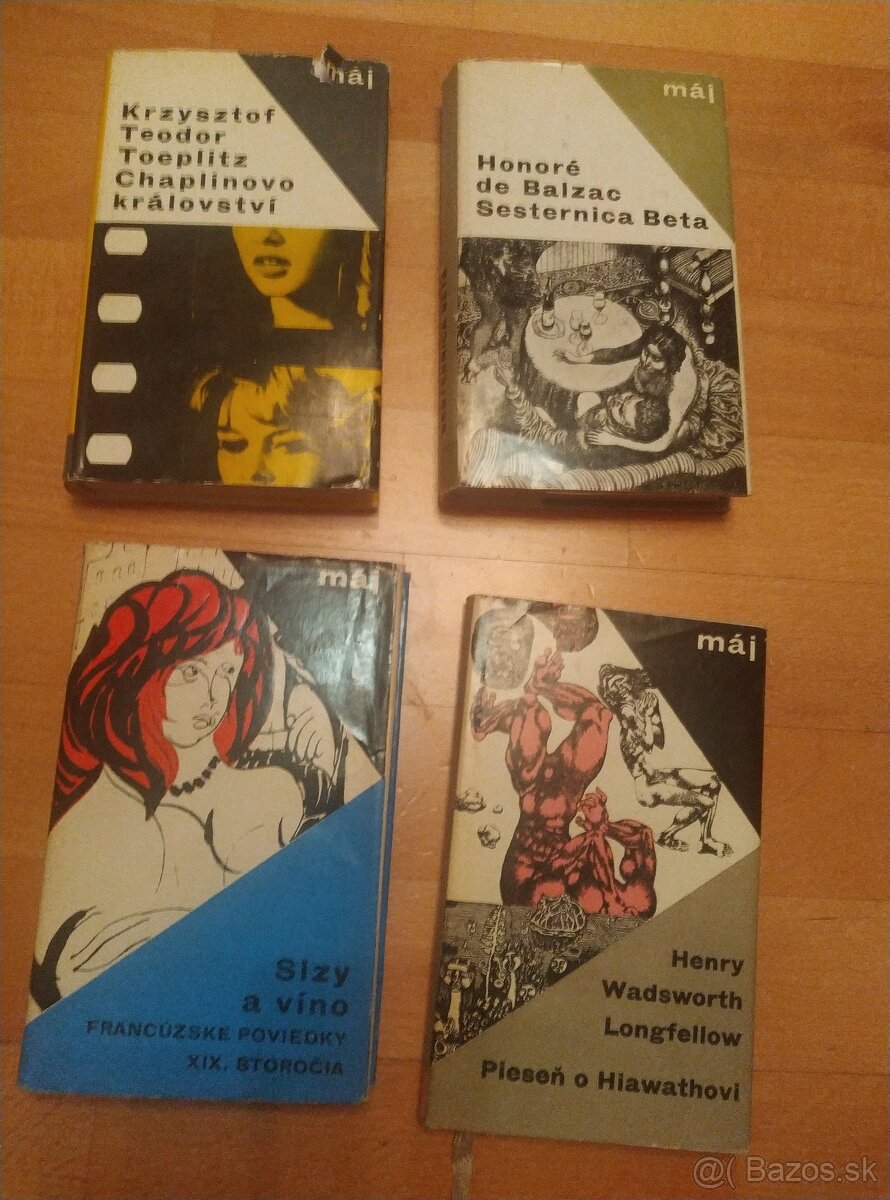 máj
Krzysztof
Teodor
Toeplitz
Chaplinovo
království
máj
Honoré
de Balzac
Sesternica Beta
máj
Slzy
a víno
FRANCÚZSKE POVIEDKY
XIX. STOROČIA
máj
Henry
Wadsworth
Longfellow
Pieseň o Hiawathovi
@( Bazos.sk